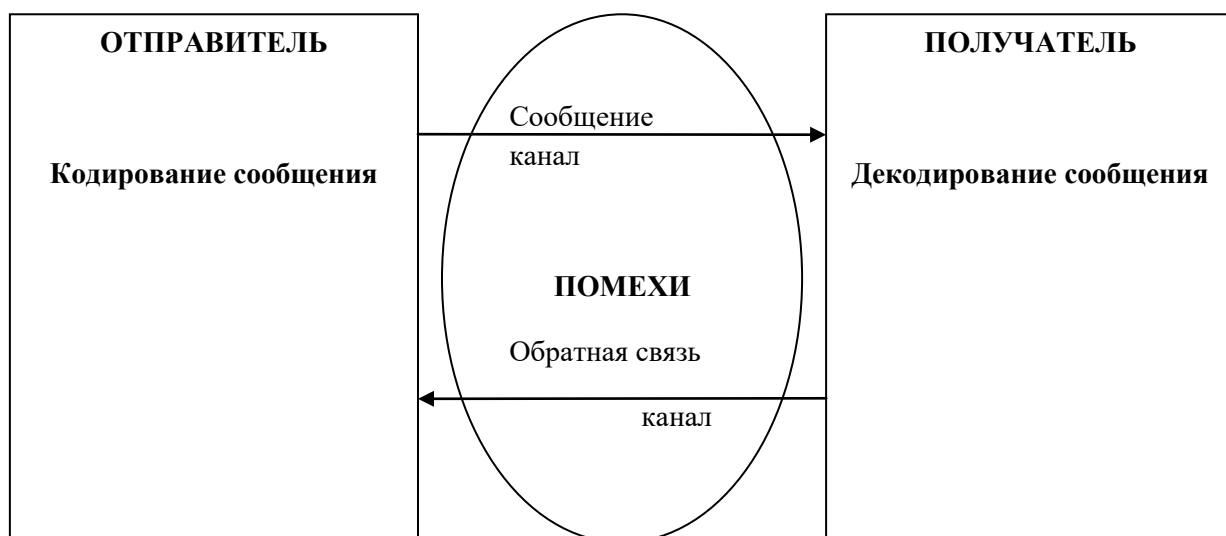 ОТПРАВИТЕЛЬ
ПОЛУЧАТЕЛЬ
Сообщение
канал
Кодирование сообщения
Декодирование сообщения
ПОМЕХИ
Обратная связь
канал